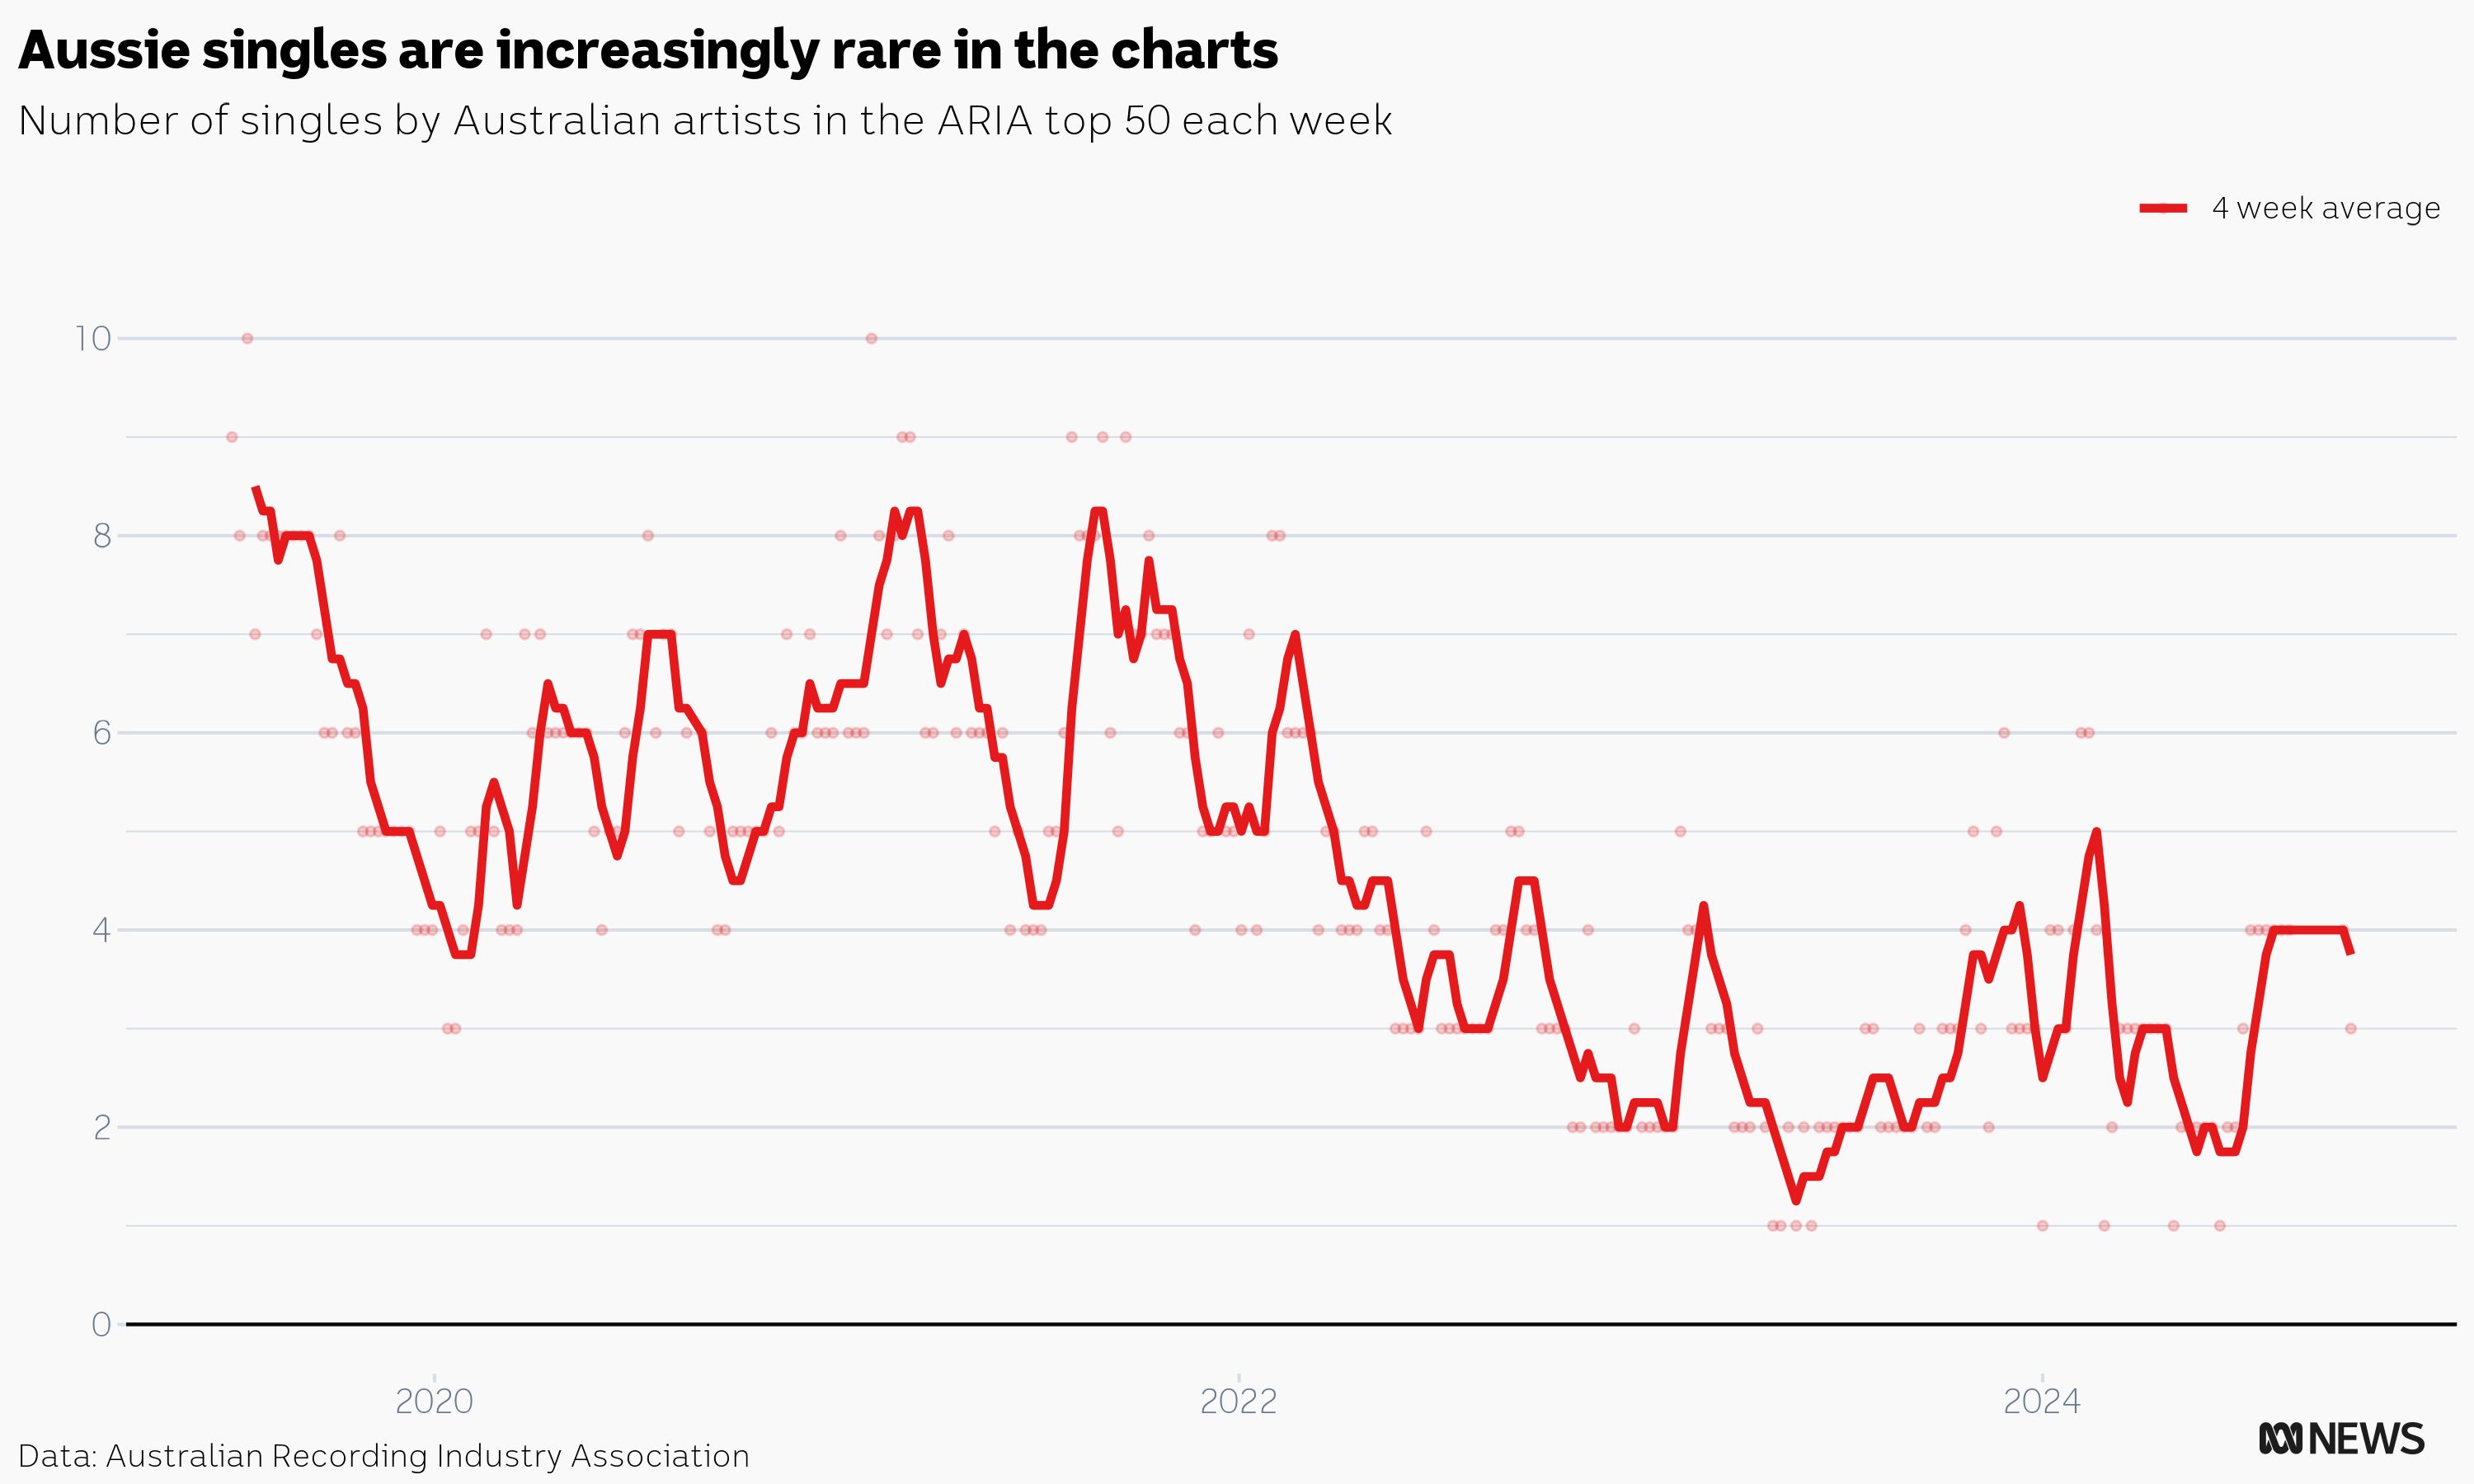 Aussie singles are increasingly rare in the charts
Number of singles by Australian artists in the ARIA top 50 each week
4 week average
10
8
6
4
2
0
2020 2022 2024
Data: Australian Recording Industry Association
NEWS